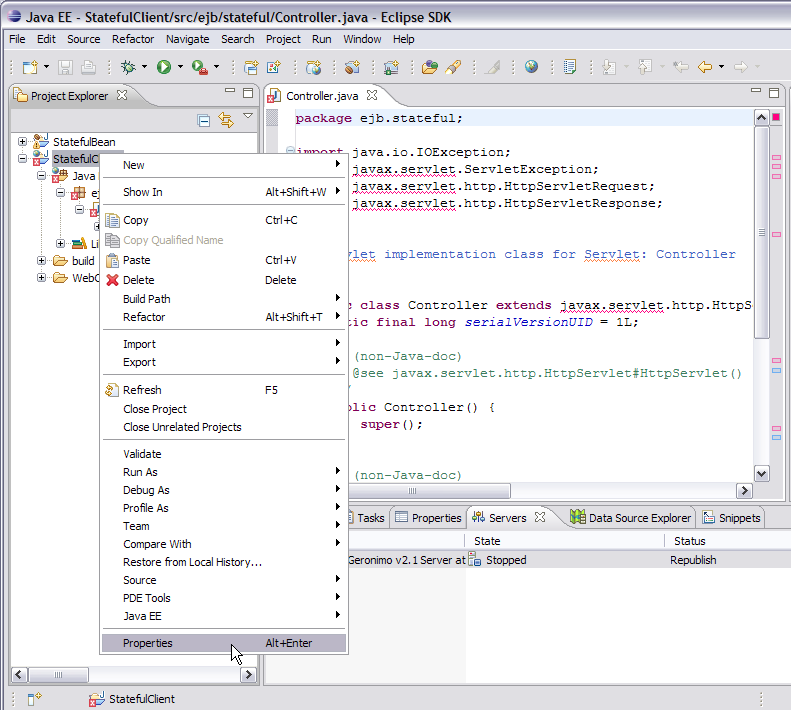 Java EE - StatefulClient/src/ejb/stateful/Controller.java - Eclipse SDK
File Edit Source Refactor Navigate Search Project Run Window Help
Project Explorer
Controller.java
StatefulBean
StatefulC
Java
ej
Li
build
WebC
New
Show In Alt+Shift+W
Copy Ctrl+C
Copy Qualified Name
Paste Ctrl+V
Delete Delete
Build Path
Refactor Alt+Shift+T
Import
Export
Refresh F5
Close Project
Close Unrelated Projects
Validate
Run As
Debug As
Profile As
Team
Compare With
Restore from Local History...
Source
PDE Tools
Java EE
Properties Alt+Enter
package ejb.stateful;
import java.io.IOException;
javax.servlet.ServletException;
javax.servlet.http.HttpServletRequest;
javax.servlet.http.HttpServletResponse;
vlet implementation class for Servlet: Controller
c class Controller extends javax.servlet.http.HttpS
tic final long serialVersionUID = 1L;
(non-Java-doc)
@see javax.servlet.http.HttpServlet#HttpServlet()
/
blic Controller() {
super();
(non-Java-doc)
Tasks Properties Servers Data Source Explorer Snippets
State Status
Geronimo v2.1 Server at Stopped Republish
StatefulClient